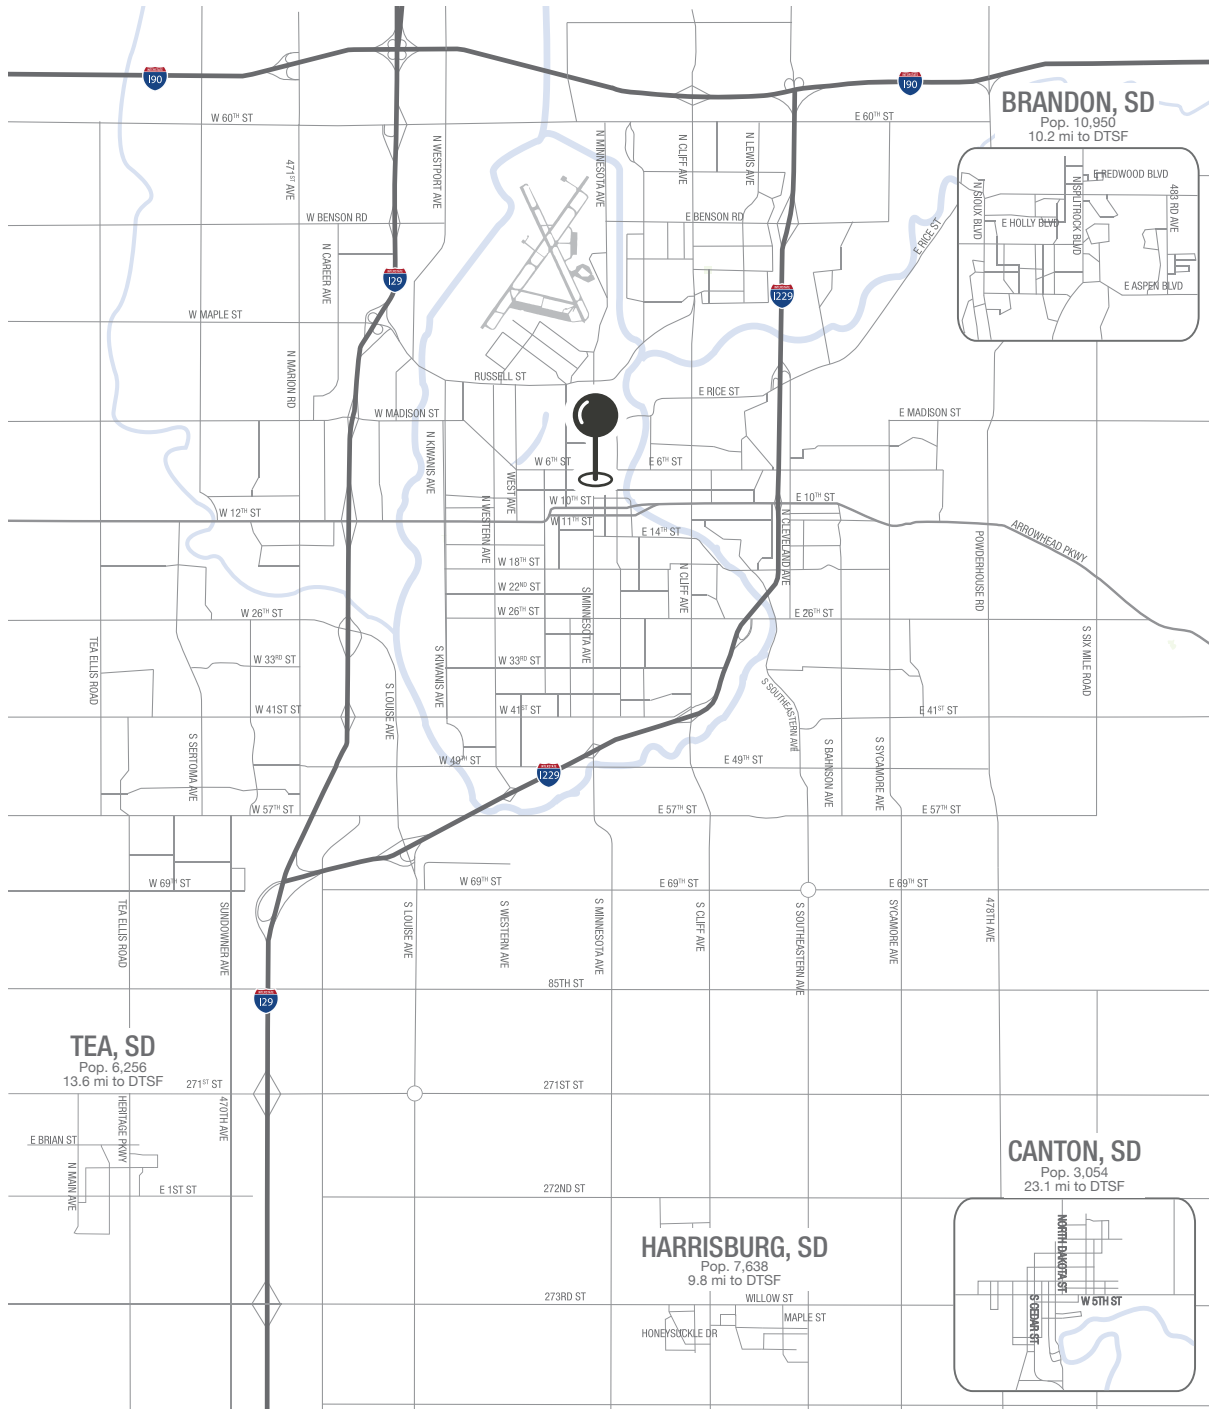 I90
I90
BRANDON, SD
Pop. 10,950
10.2 mi to DTSF
W 60TH ST
E 60TH ST
471ST AVE
N WESTPORT AVE
N MINNESOTA AVE
N CLIFF AVE
N LEWIS AVE
E REDWOOD BLVD
N SIOUX BLVD
N SPLITROCK BLVD
483 RD AVE
E HOLLY BLVD
E ASPEN BLVD
W BENSON RD
E BENSON RD
E RICE ST
N CAREER AVE
I29
I229
W MAPLE ST
N MARION RD
RUSSELL ST
E RICE ST
W MADISON ST
E MADISON ST
N KIWANIS AVE
W 6TH ST
E 6TH ST
WEST AVE
N WESTERN AVE
W 10TH ST
E 10TH ST
W 12TH ST
W 11TH ST
E 14TH ST
N CLEVELAND AVE
ARROWHEAD PKWY
POWDERHOUSE RD
W 18TH ST
N CLIFF AVE
W 22ND ST
S MINNESOTA AVE
W 26TH ST
W 26TH ST
E 26TH ST
TEA ELLIS ROAD
S SIX MILE ROAD
W 33RD ST
S KIWANIS AVE
W 33RD ST
S LOUISE AVE
S SOUTHEASTERN AVE
W 41ST ST
W 41ST ST
E 41ST ST
S SERTOMA AVE
S BAHNSON AVE
S SYCAMORE AVE
W 49TH ST
E 49TH ST
I229
W 57TH ST
E 57TH ST
E 57TH ST
W 69TH ST
W 69TH ST
E 69TH ST
E 69TH ST
TEA ELLIS ROAD
SUNDOWNER AVE
S LOUISE AVE
S WESTERN AVE
S MINNESOTA AVE
S CLIFF AVE
S SOUTHEASTERN AVE
SYCAMORE AVE
478TH AVE
85TH ST
I29
TEA, SD
Pop. 6,256
13.6 mi to DTSF
271ST ST
271ST ST
HERITAGE PKWY
470TH AVE
E BRIAN ST
N MAIN AVE
E 1ST ST
272ND ST
CANTON, SD
Pop. 3,054
23.1 mi to DTSF
HARRISBURG, SD
Pop. 7,638
9.8 mi to DTSF
NORTH DAKOTA ST
S CEDAR ST
W 5TH ST
273RD ST
WILLOW ST
MAPLE ST
HONEYSUCKLE DR